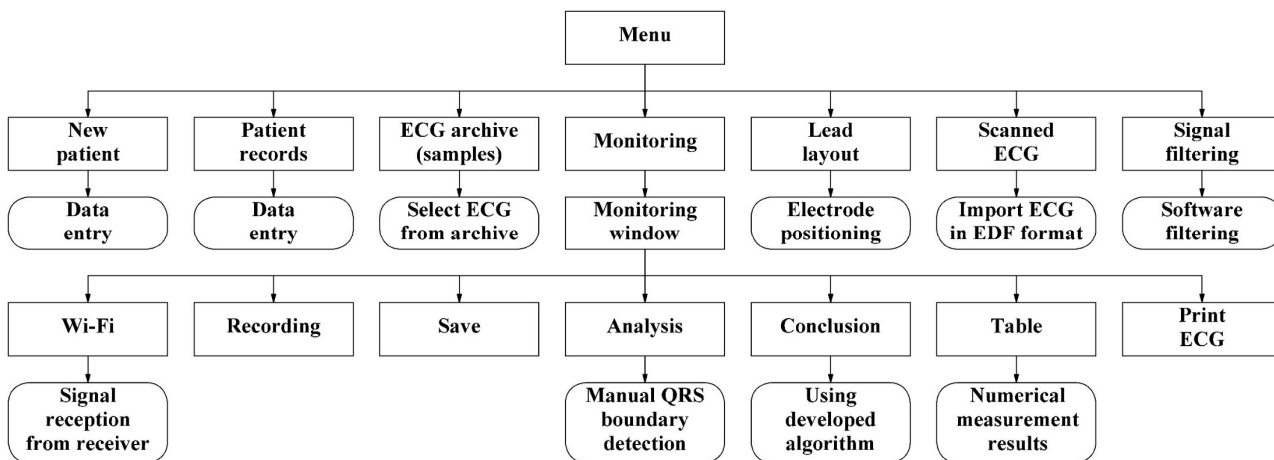 Menu
New
patient
Patient
records
ECG archive
(samples)
Monitoring
Lead
layout
Scanned
ECG
Signal
filtering
Data
entry
Data
entry
Select ECG
from archive
Monitoring
window
Electrode
positioning
Import ECG
in EDF format
Software
filtering
Wi-Fi
Recording
Save
Analysis
Conclusion
Table
Print
ECG
Signal
reception
from receiver
Manual QRS
boundary
detection
Using
developed
algorithm
Numerical
measurement
results